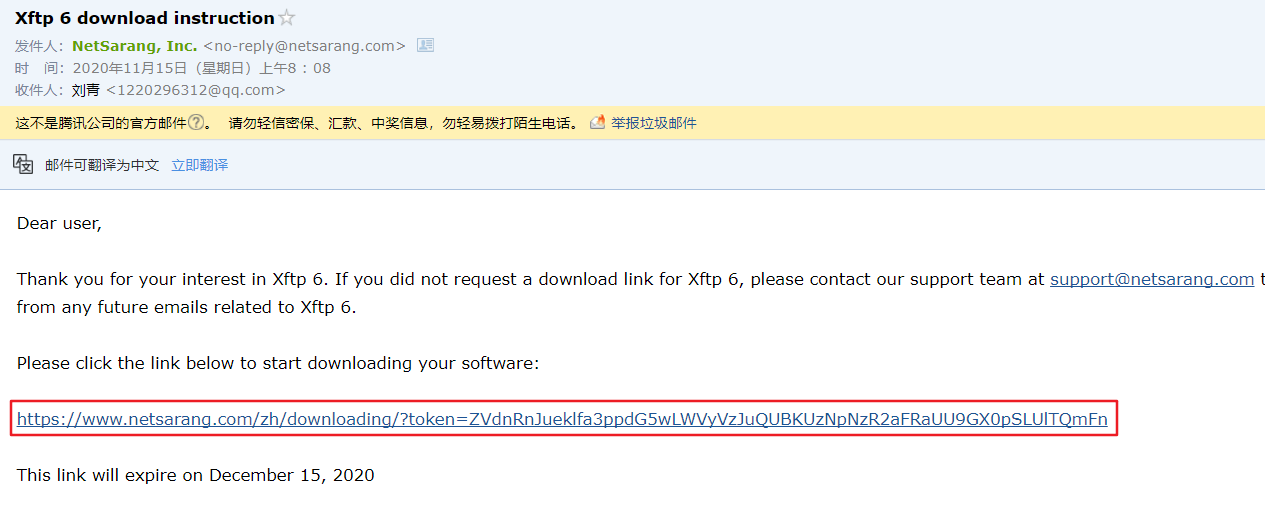 Xftp 6 download instruction
发件人：NetSarang, Inc. <no-reply@netsarang.com>
时　间：2020年11月15日（星期日）上午8：08
收件人：刘青 <1220296312@qq.com>
这不是腾讯公司的官方邮件?。 请勿轻信密保、汇款、中奖信息，勿轻易拨打陌生电话。 举报垃圾邮件
邮件可翻译为中文 立即翻译
Dear user,
Thank you for your interest in Xftp 6. If you did not request a download link for Xftp 6, please contact our support team at support@netsarang.com t
from any future emails related to Xftp 6.
Please click the link below to start downloading your software:
https://www.netsarang.com/zh/downloading/?token=ZVdnRnJueklfa3ppdG5wLWVyVzJuQUBKUzNpNzR2aFRaUU9GX0pSLUlTQmFn
This link will expire on December 15, 2020